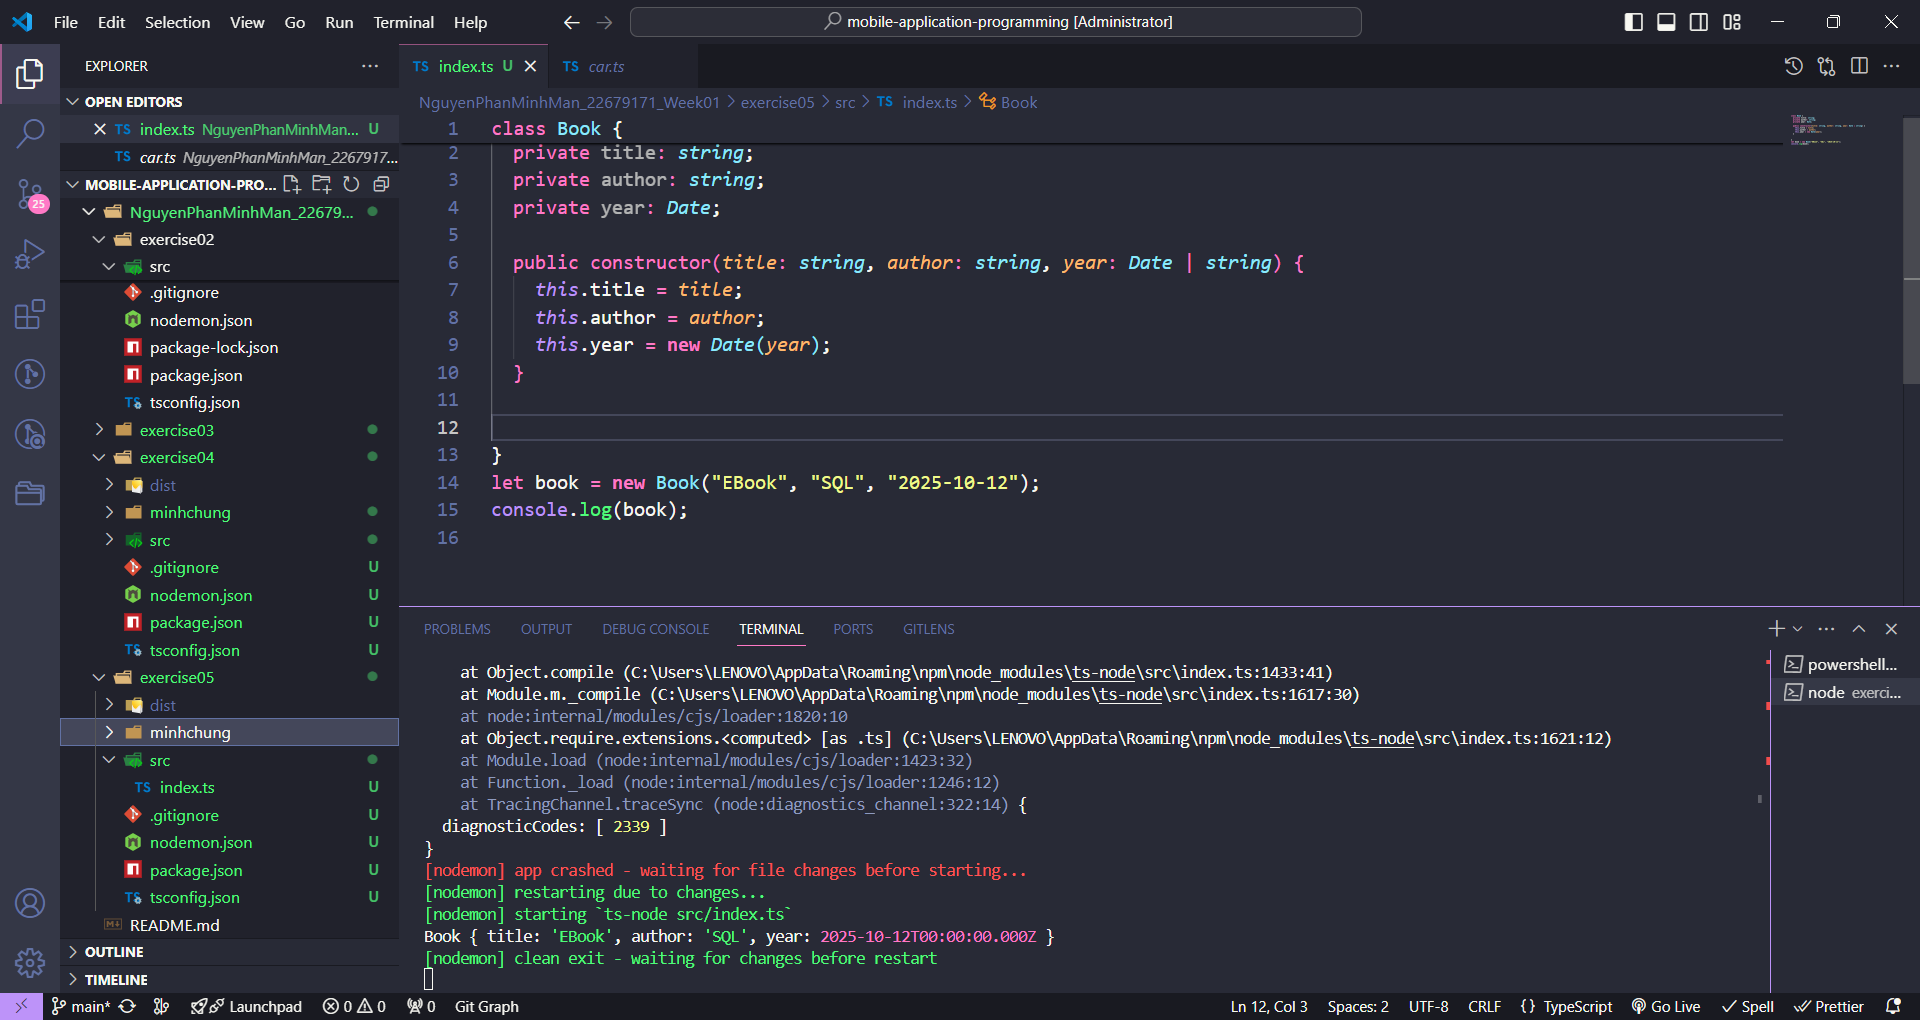 File Edit Selection View Go Run Terminal Help
mobile-application-programming [Administrator]
EXPLORER
OPEN EDITORS
TS index.ts NguyenPhanMinhMan... U
TS car.ts NguyenPhanMinhMan_2267917...
MOBILE-APPLICATION-PRO...
NguyenPhanMinhMan_22679...
exercise02
src
.gitignore
nodemon.json
package-lock.json
package.json
TS tsconfig.json
exercise03
exercise04
dist
minhchung
src
.gitignore U
nodemon.json U
package.json U
TS tsconfig.json U
exercise05
dist
minhchung
src
TS index.ts U
.gitignore U
nodemon.json U
package.json U
TS tsconfig.json U
README.md
OUTLINE
TIMELINE
25
TS index.ts U
TS car.ts
NguyenPhanMinhMan_22679171_Week01 > exercise05 > src > TS index.ts > Book
1 class Book {
2 private title: string;
3 private author: string;
4 private year: Date;
5
6 public constructor(title: string, author: string, year: Date | string) {
7 this.title = title;
8 this.author = author;
9 this.year = new Date(year);
10 }
11
12
13 }
14 let book = new Book("EBook", "SQL", "2025-10-12");
15 console.log(book);
16
PROBLEMS OUTPUT DEBUG CONSOLE TERMINAL PORTS GITLENS
at Object.compile (C:\Users\LENOVO\AppData\Roaming\npm\node_modules\ts-node\src\index.ts:1433:41)
at Module.m._compile (C:\Users\LENOVO\AppData\Roaming\npm\node_modules\ts-node\src\index.ts:1617:30)
at node:internal/modules/cjs/loader:1820:10
at Object.require.extensions.<computed> [as .ts] (C:\Users\LENOVO\AppData\Roaming\npm\node_modules\ts-node\src\index.ts:1621:12)
at Module.load (node:internal/modules/cjs/loader:1423:32)
at Function._load (node:internal/modules/cjs/loader:1246:12)
at TracingChannel.traceSync (node:diagnostics_channel:322:14) {
diagnosticCodes: [ 2339 ]
}
[nodemon] app crashed - waiting for file changes before starting...
[nodemon] restarting due to changes...
[nodemon] starting `ts-node src/index.ts`
Book { title: 'EBook', author: 'SQL', year: 2025-10-12T00:00:00.000Z }
[nodemon] clean exit - waiting for changes before restart
powershell...
node exerci...
main* Launchpad 0 0 0 Git Graph
Ln 12, Col 3 Spaces: 2 UTF-8 CRLF {} TypeScript Go Live Spell Prettier